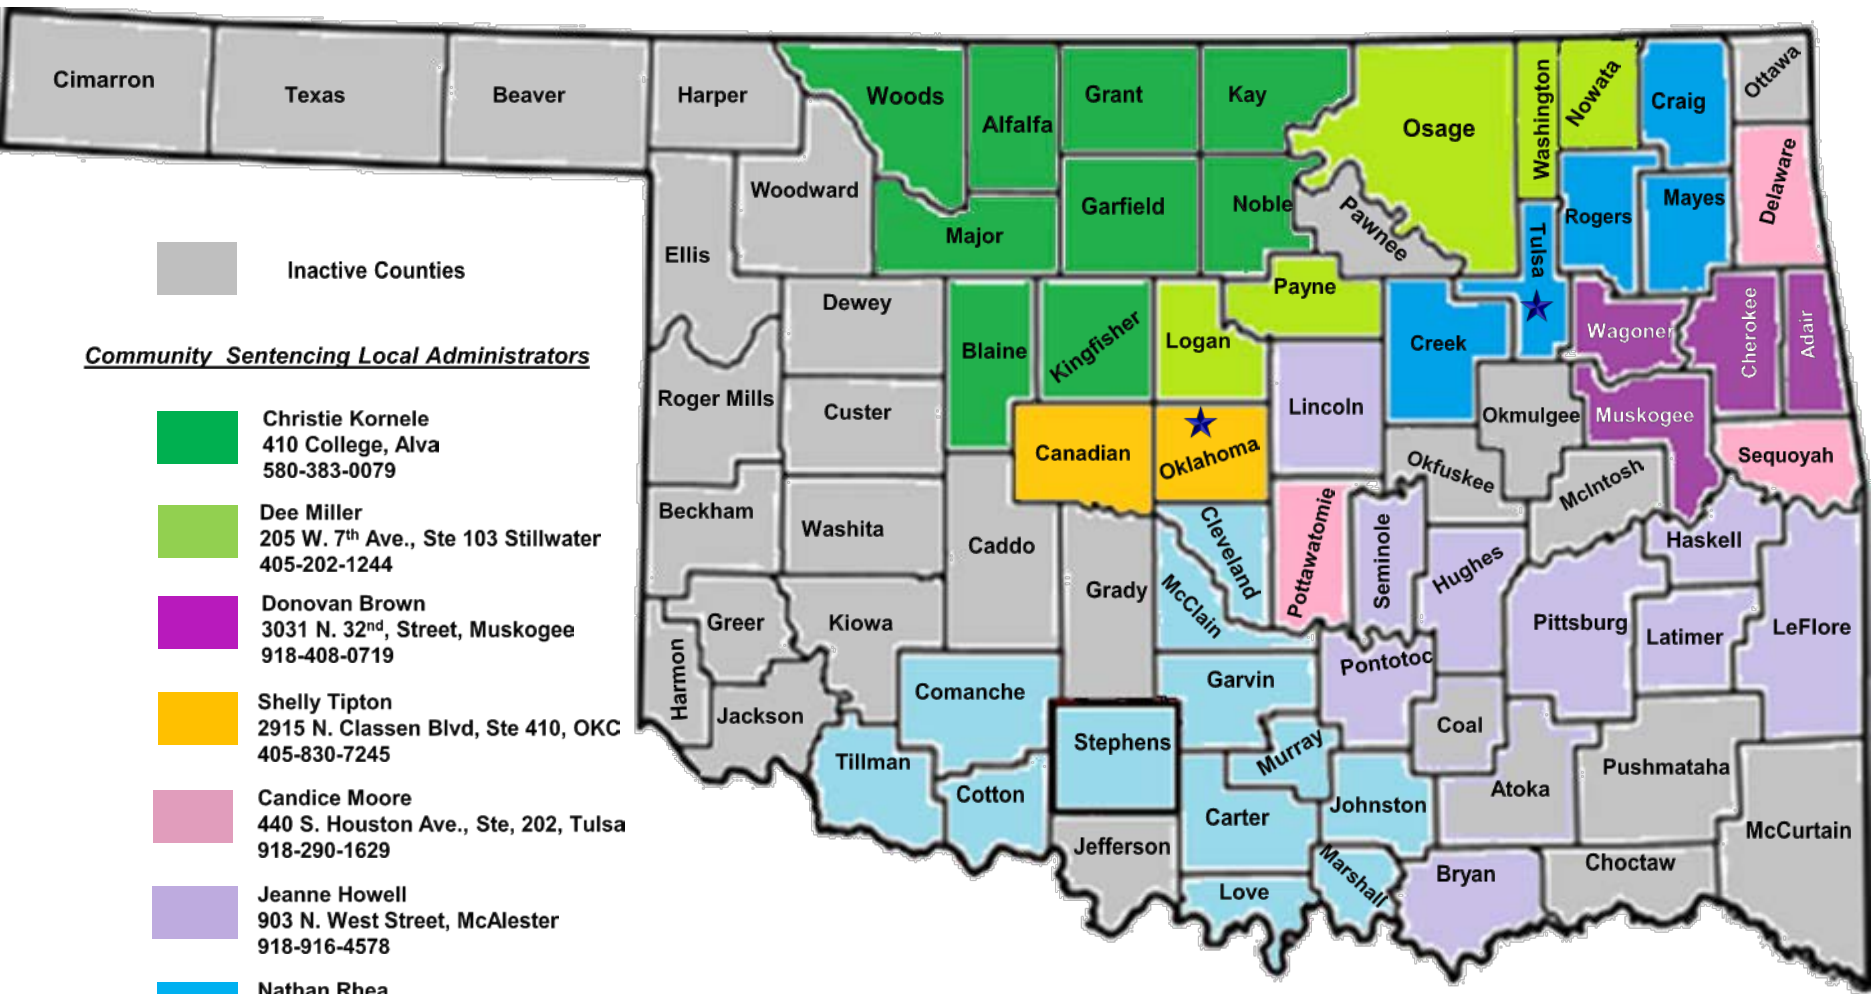 Cimarron
Texas
Beaver
Harper
Woods
Alfalfa
Grant
Kay
Osage
Washington
Nowata
Craig
Ottawa
Woodward
Ellis
Major
Garfield
Noble
Pawnee
Rogers
Mayes
Delaware
Tulsa
Dewey
Blaine
Kingfisher
Logan
Payne
Creek
Wagoner
Cherokee
Adair
Roger Mills
Custer
Canadian
Oklahoma
Lincoln
Okmulgee
Muskogee
Sequoyah
Beckham
Washita
Caddo
Grady
Cleveland
McClain
Pottawatomie
Seminole
Okfuskee
Hughes
McIntosh
Haskell
Pittsburg
Latimer
LeFlore
Harmon
Greer
Kiowa
Jackson
Comanche
Garvin
Pontotoc
Tillman
Cotton
Stephens
Murray
Coal
Atoka
Pushmataha
McCurtain
Jefferson
Carter
Johnston
Love
Marshall
Bryan
Choctaw
Inactive Counties
Community Sentencing Local Administrators
Christie Kornele
410 College, Alva
580-383-0079
Dee Miller
205 W. 7th Ave., Ste 103 Stillwater
405-202-1244
Donovan Brown
3031 N. 32nd, Street, Muskogee
918-408-0719
Shelly Tipton
2915 N. Classen Blvd, Ste 410, OKC
405-830-7245
Candice Moore
440 S. Houston Ave., Ste, 202, Tulsa
918-290-1629
Jeanne Howell
903 N. West Street, McAlester
918-916-4578
Nathan Rhea